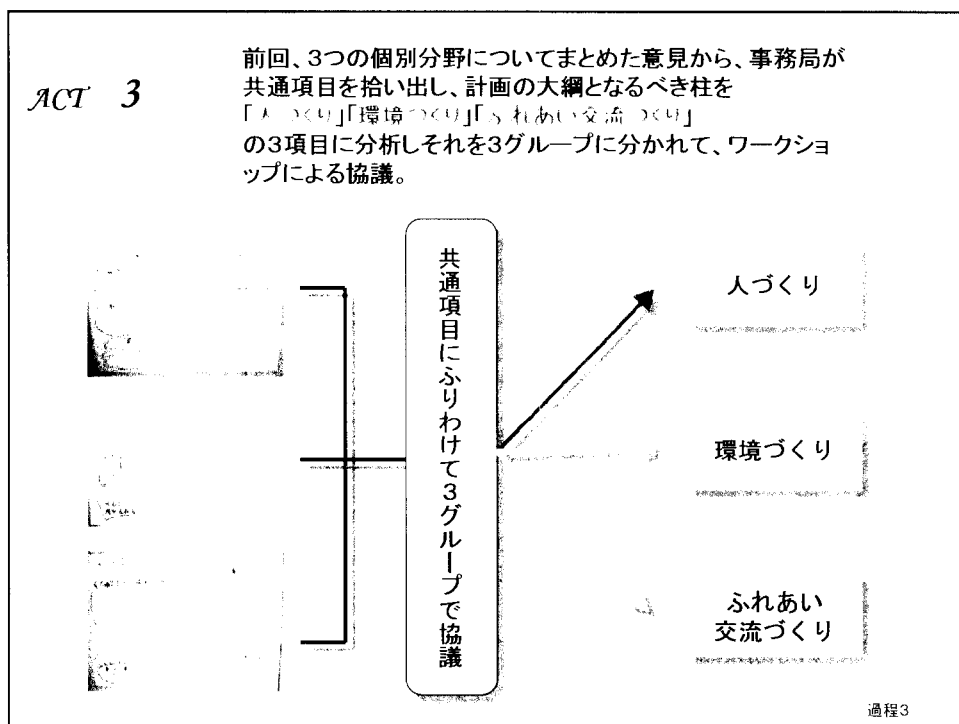 ACT 3
前回、3つの個別分野についてまとめた意見から、事務局が
共通項目を拾い出し、計画の大綱となるべき柱を
「人づくり」「環境づくり」「ふれあい交流づくり」
の3項目に分析しそれを3グループに分かれて、ワークショ
ップによる協議。
共通項目にふりわけて3グループで協議
人づくり
環境づくり
ふれあい
交流づくり
過程3